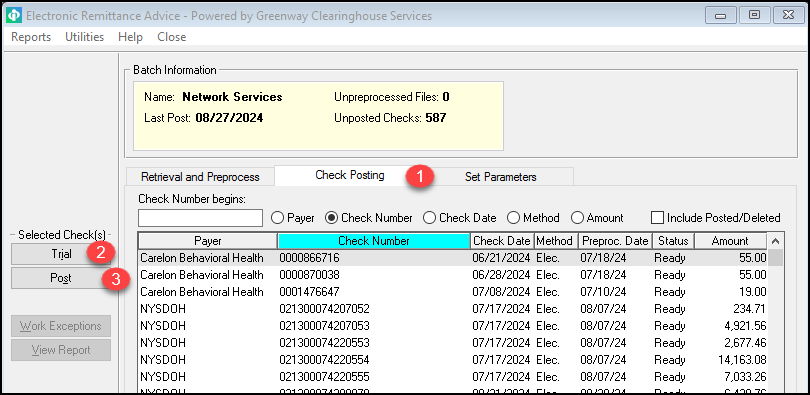 Electronic Remittance Advice - Powered by Greenway Clearinghouse Services
Reports Utilities Help Close
Batch Information
Name: Network Services Unpreprocessed Files: 0
Last Post: 08/27/2024 Unposted Checks: 587
Retrieval and Preprocess Check Posting 1 Set Parameters
Check Number begins:
Payer Check Number Check Date Method Amount Include Posted/Deleted
Selected Check(s)
Trial 2
Post 3
Work Exceptions
View Report
Payer Check Number Check Date Method Preproc. Date Status Amount
Carelon Behavioral Health 0000866716 06/21/2024 Elec. 07/18/24 Ready 55.00
Carelon Behavioral Health 0000870038 06/28/2024 Elec. 07/18/24 Ready 55.00
Carelon Behavioral Health 0001476647 07/08/2024 Elec. 07/10/24 Ready 19.00
NYSDOH 021300074207052 07/17/2024 Elec. 08/07/24 Ready 234.71
NYSDOH 021300074207053 07/17/2024 Elec. 08/07/24 Ready 4,921.56
NYSDOH 021300074220553 07/17/2024 Elec. 08/07/24 Ready 2,677.46
NYSDOH 021300074220554 07/17/2024 Elec. 08/07/24 Ready 14,163.08
NYSDOH 021300074220555 07/17/2024 Elec. 08/07/24 Ready 7,033.26